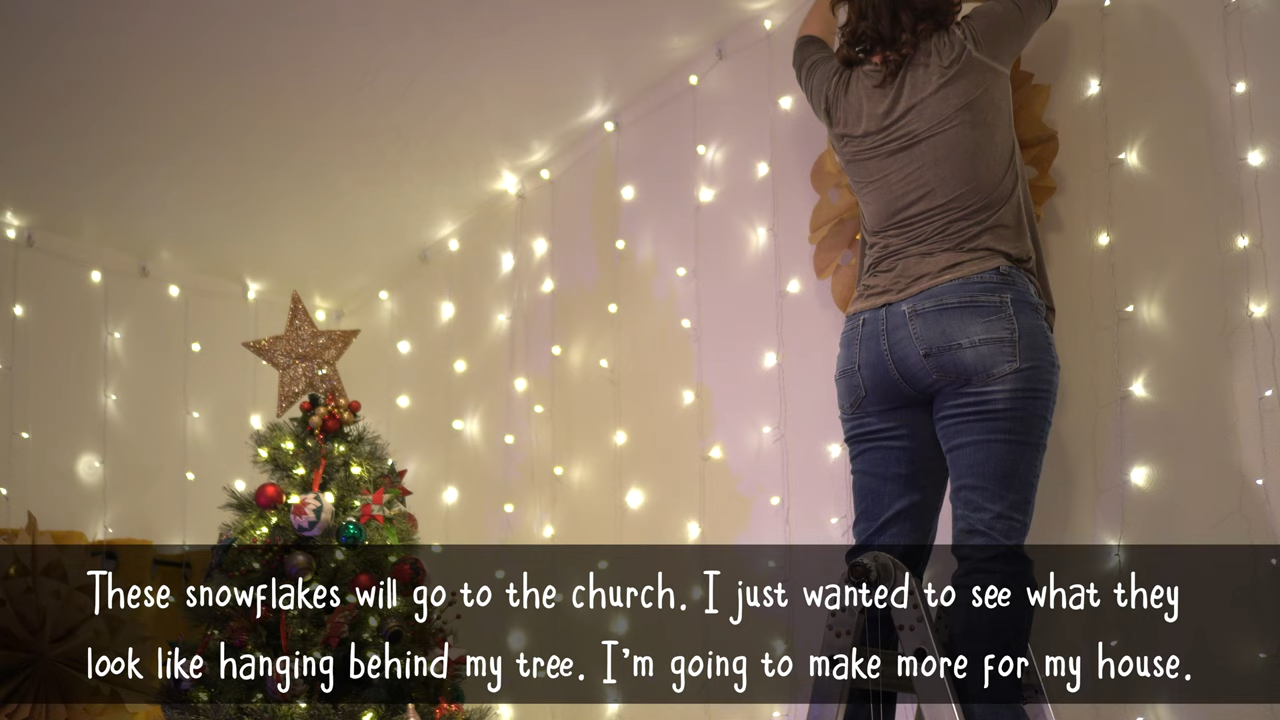 These snowflakes will go to the church. I just wanted to see what they
look like hanging behind my tree. I'm going to make more for my house.